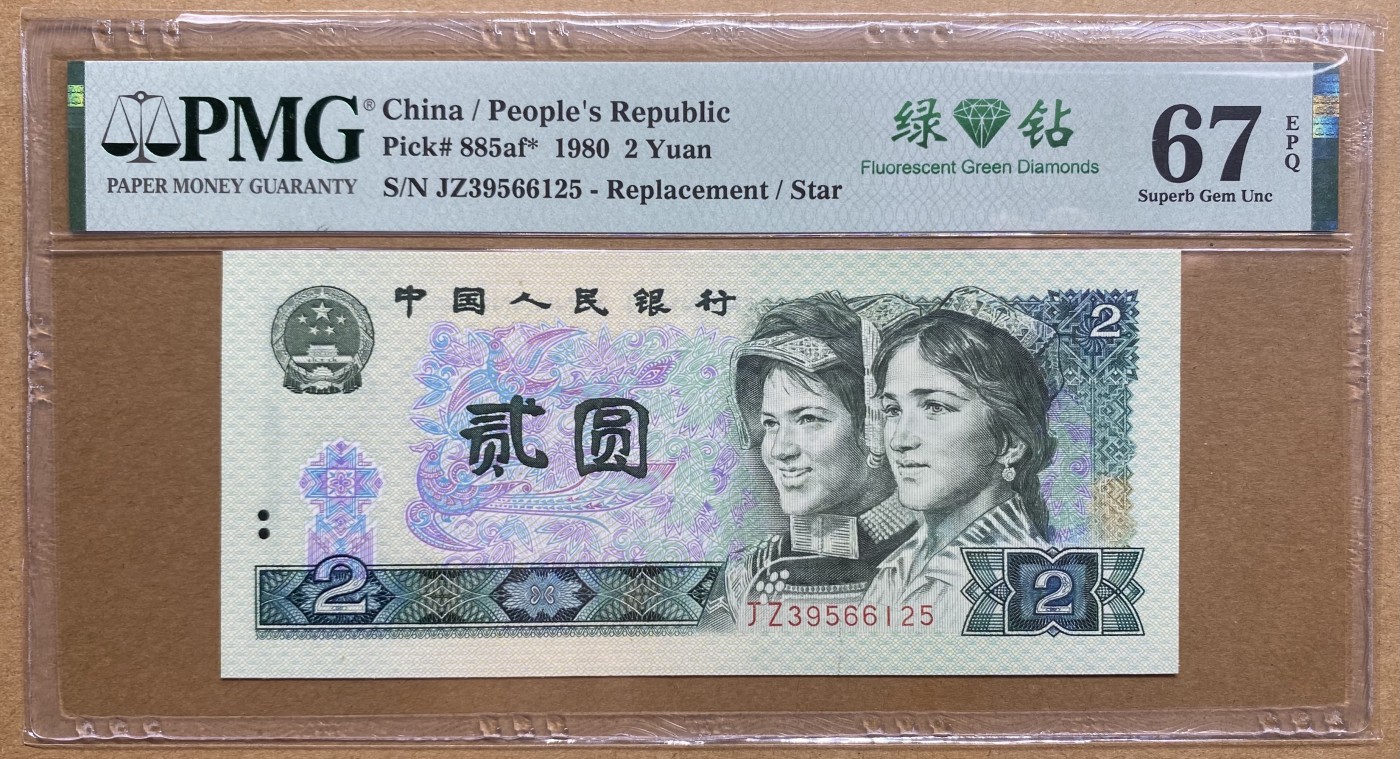 PMG®
PAPER MONEY GUARANTY
China / People's Republic
Pick# 885af* 1980 2 Yuan
S/N JZ39566125 - Replacement / Star
绿 钻
Fluorescent Green Diamonds
67
EPQ
Superb Gem Unc
中国人民银行
2
贰圆
2
2
JZ39566125